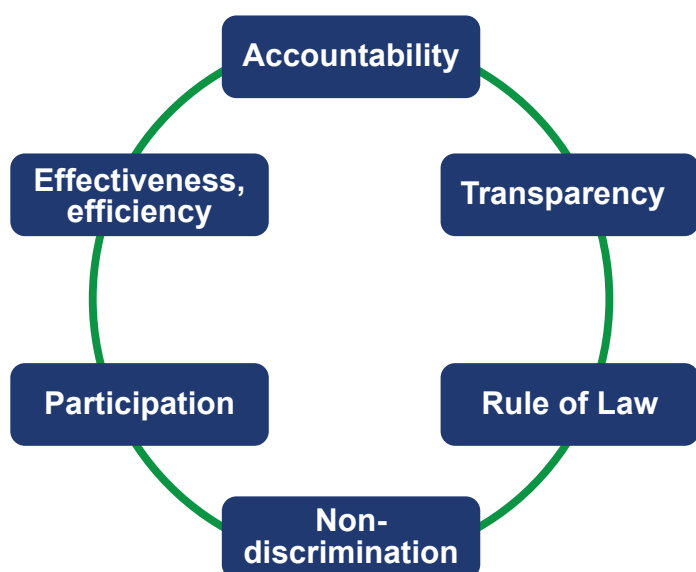 Accountability
Transparency
Rule of Law
Non-
discrimination
Participation
Effectiveness,
efficiency